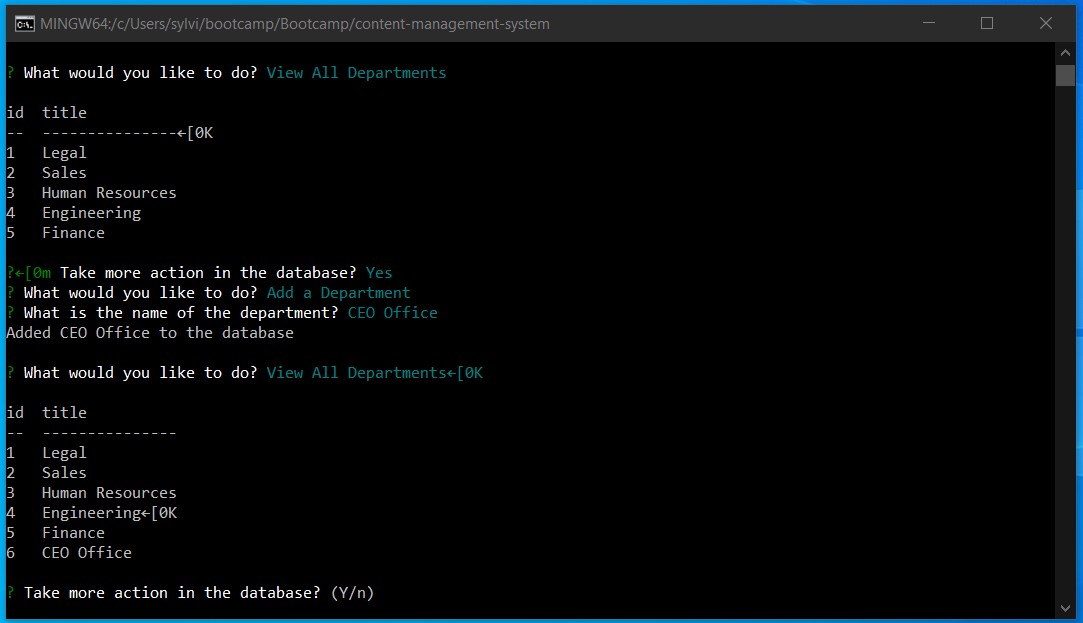 MINGW64:/c/Users/sylvi/bootcamp/Bootcamp/content-management-system
? What would you like to do? View All Departments
id  title
--  ---------------←[0K
1   Legal
2   Sales
3   Human Resources
4   Engineering
5   Finance
?←[0m Take more action in the database? Yes
? What would you like to do? Add a Department
? What is the name of the department? CEO Office
Added CEO Office to the database
? What would you like to do? View All Departments←[0K
id  title
--  ---------------
1   Legal
2   Sales
3   Human Resources
4   Engineering←[0K
5   Finance
6   CEO Office
? Take more action in the database? (Y/n)